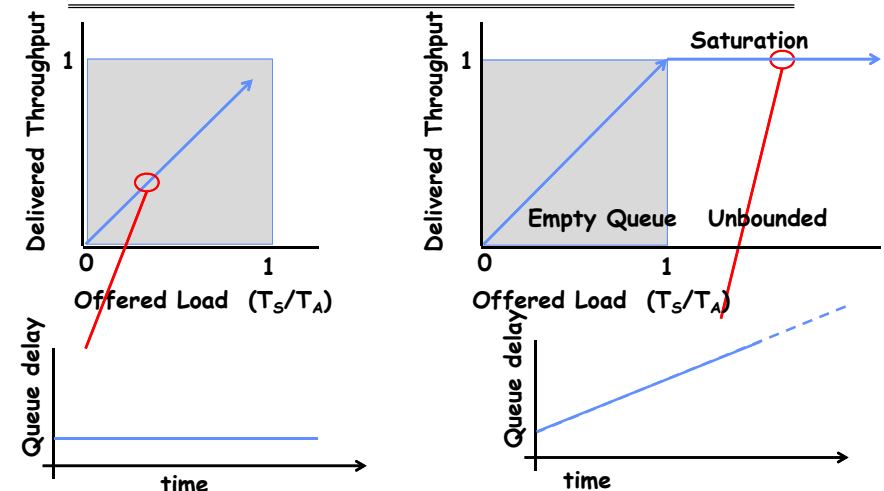 Delivered Throughput
1
0
1
Offered Load (TS/TA)
Queue delay
time
Delivered Throughput
Saturation
1
Empty Queue Unbounded
0
1
Offered Load (TS/TA)
Queue delay
time